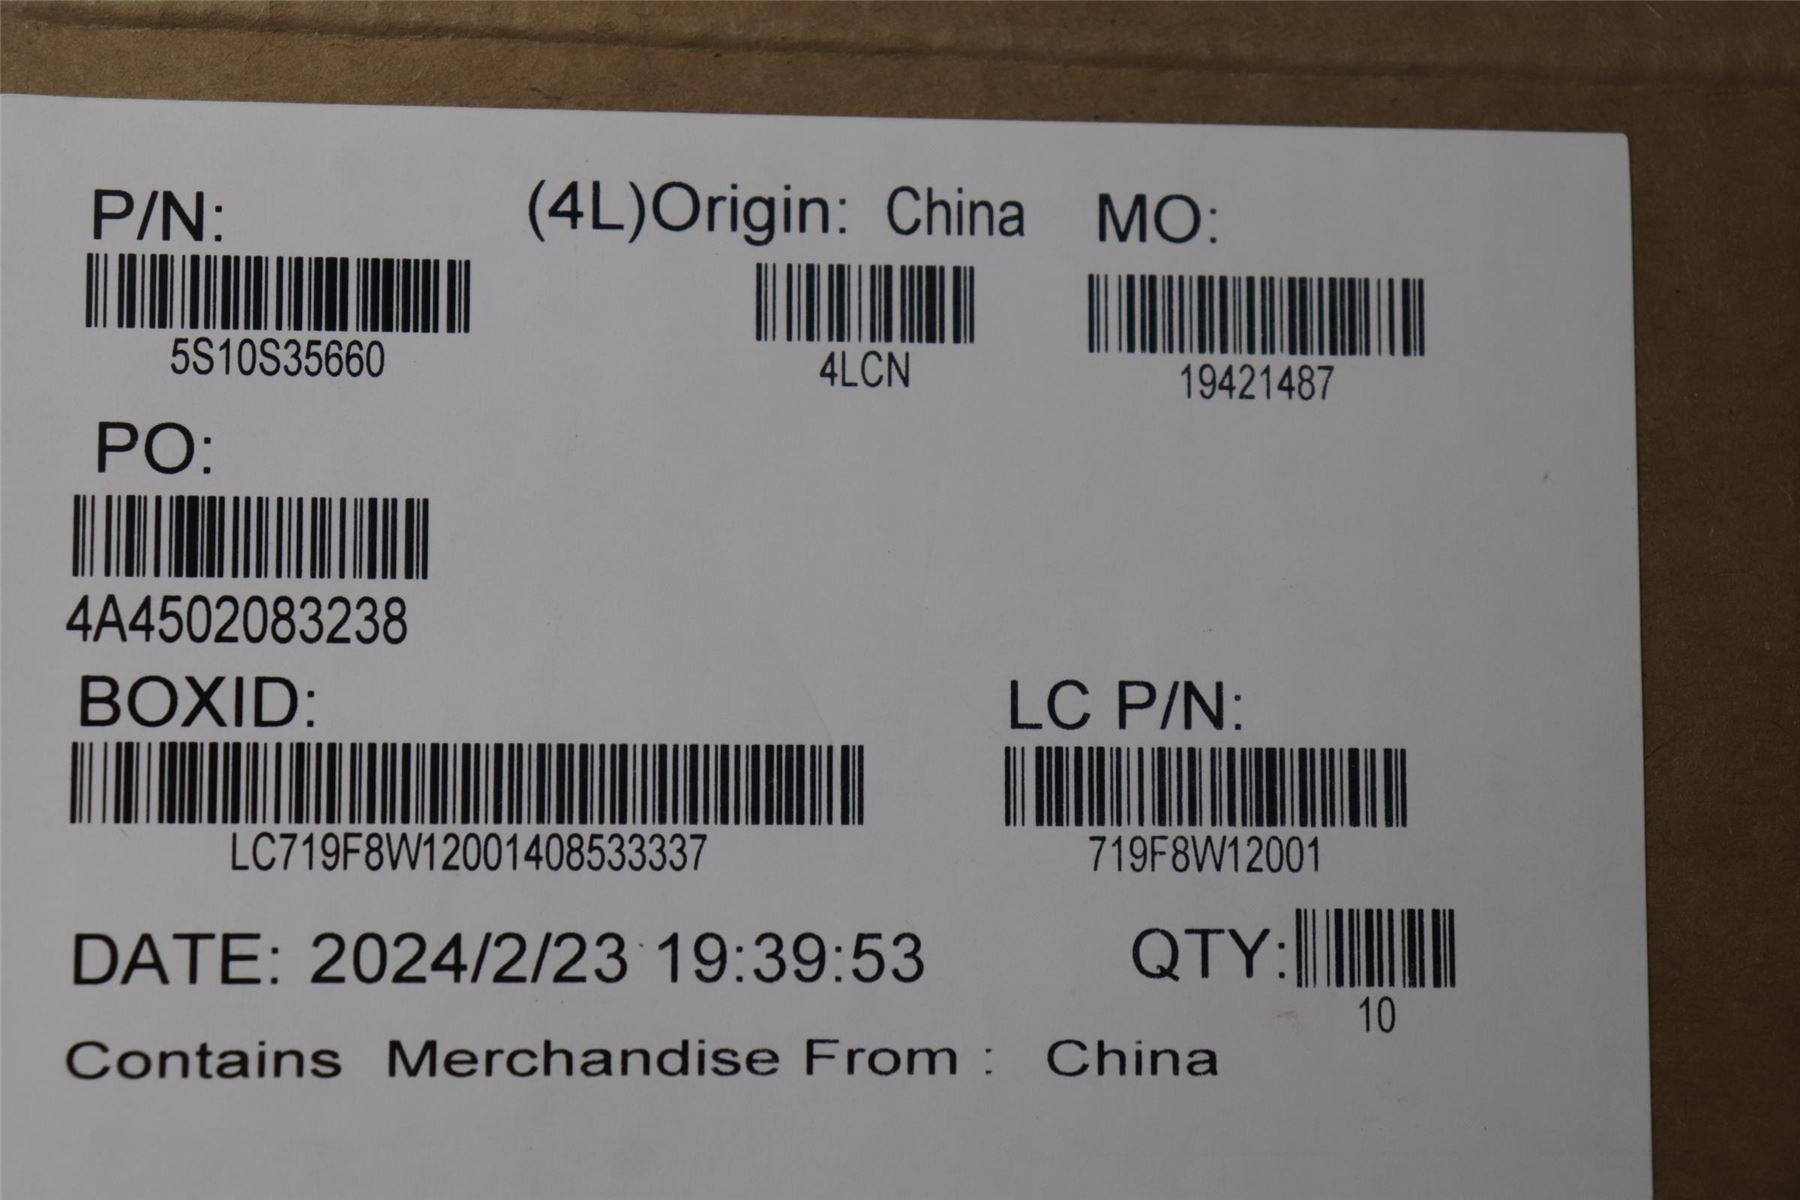 P/N: (4L)Origin: China MO:
5S10S35660 4LCN 19421487
PO:
4A4502083238
BOXID: LC P/N:
LC719F8W12001408533337 719F8W12001
DATE: 2024/2/23 19:39:53 QTY:
10
Contains Merchandise From : China